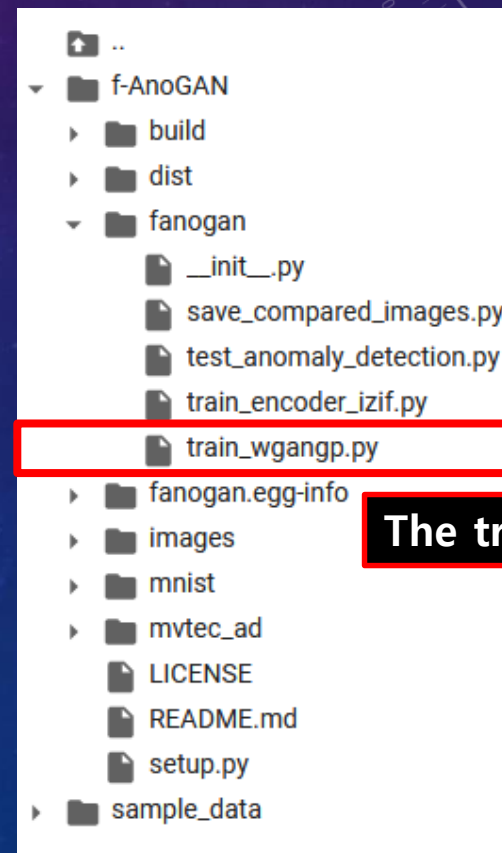 ..
f-AnoGAN
build
dist
fanogan
__init__.py
save_compared_images.py
test_anomaly_detection.py
train_encoder_izif.py
train_wgangp.py
fanogan.egg-info
The
images
mnist
mvtec_ad
LICENSE
README.md
setup.py
sample_data